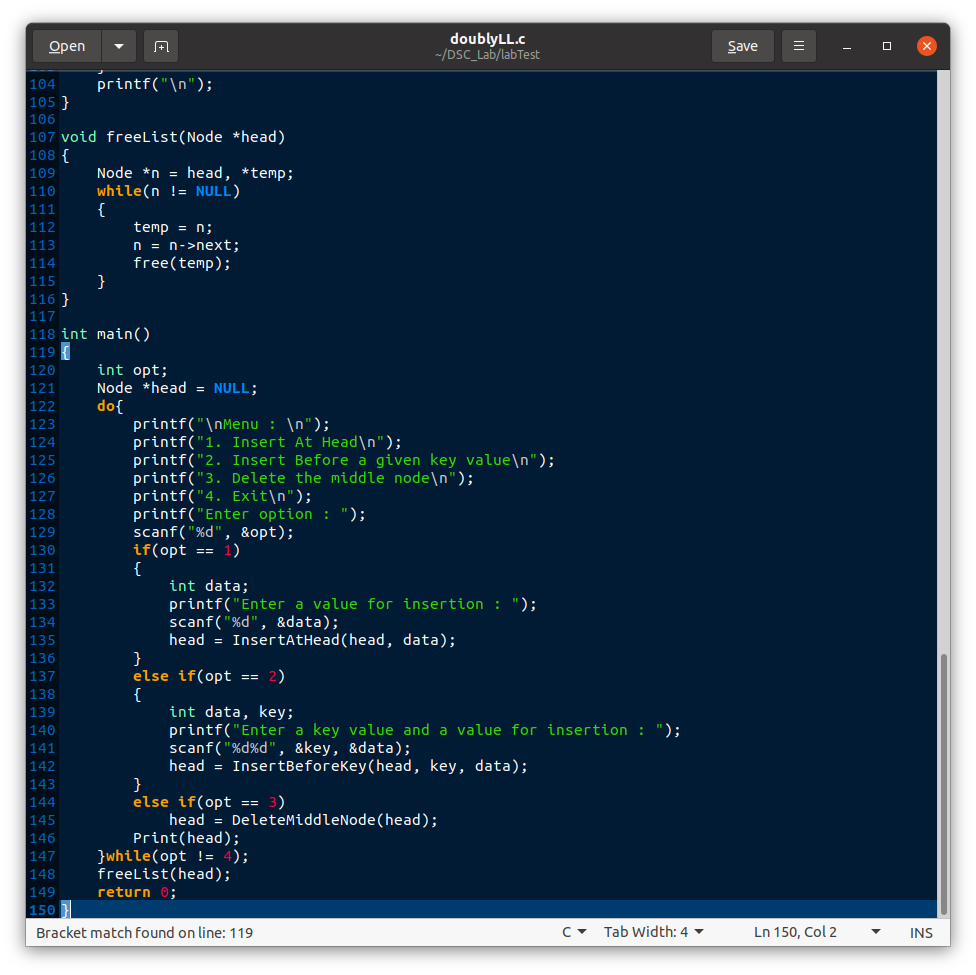 Open
doublyLL.c
~/DSC_Lab/labTest
Save
104     printf("\n");
105 }
106
107 void freeList(Node *head)
108 {
109     Node *n = head, *temp;
110     while(n != NULL)
111     {
112         temp = n;
113         n = n->next;
114         free(temp);
115     }
116 }
117
118 int main()
119 {
120     int opt;
121     Node *head = NULL;
122     do{
123         printf("\nMenu : \n");
124         printf("1. Insert At Head\n");
125         printf("2. Insert Before a given key value\n");
126         printf("3. Delete the middle node\n");
127         printf("4. Exit\n");
128         printf("Enter option : ");
129         scanf("%d", &opt);
130         if(opt == 1)
131         {
132             int data;
133             printf("Enter a value for insertion : ");
134             scanf("%d", &data);
135             head = InsertAtHead(head, data);
136         }
137         else if(opt == 2)
138         {
139             int data, key;
140             printf("Enter a key value and a value for insertion : ");
141             scanf("%d%d", &key, &data);
142             head = InsertBeforeKey(head, key, data);
143         }
144         else if(opt == 3)
145             head = DeleteMiddleNode(head);
146         Print(head);
147     }while(opt != 4);
148     freeList(head);
149     return 0;
150 }
Bracket match found on line: 119
C
Tab Width: 4
Ln 150, Col 2
INS